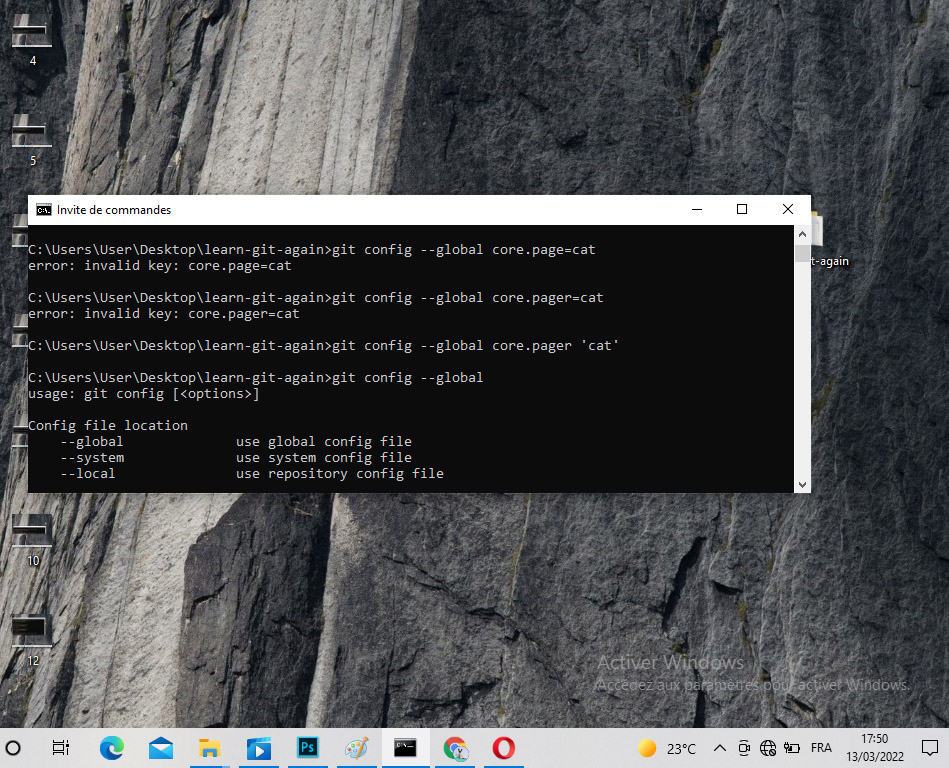 4
5
Invite de commandes
C:\Users\User\Desktop\learn-git-again>git config --global core.page=cat
error: invalid key: core.page=cat
t-again
C:\Users\User\Desktop\learn-git-again>git config --global core.pager=cat
error: invalid key: core.pager=cat
C:\Users\User\Desktop\learn-git-again>git config --global core.pager 'cat'
C:\Users\User\Desktop\learn-git-again>git config --global
usage: git config [<options>]
Config file location
--global use global config file
--system use system config file
--local use repository config file
10
12
Activer Windows
Accédez aux paramètres pour activer Windows.
Ps
23°C
FRA
17:50
13/03/2022